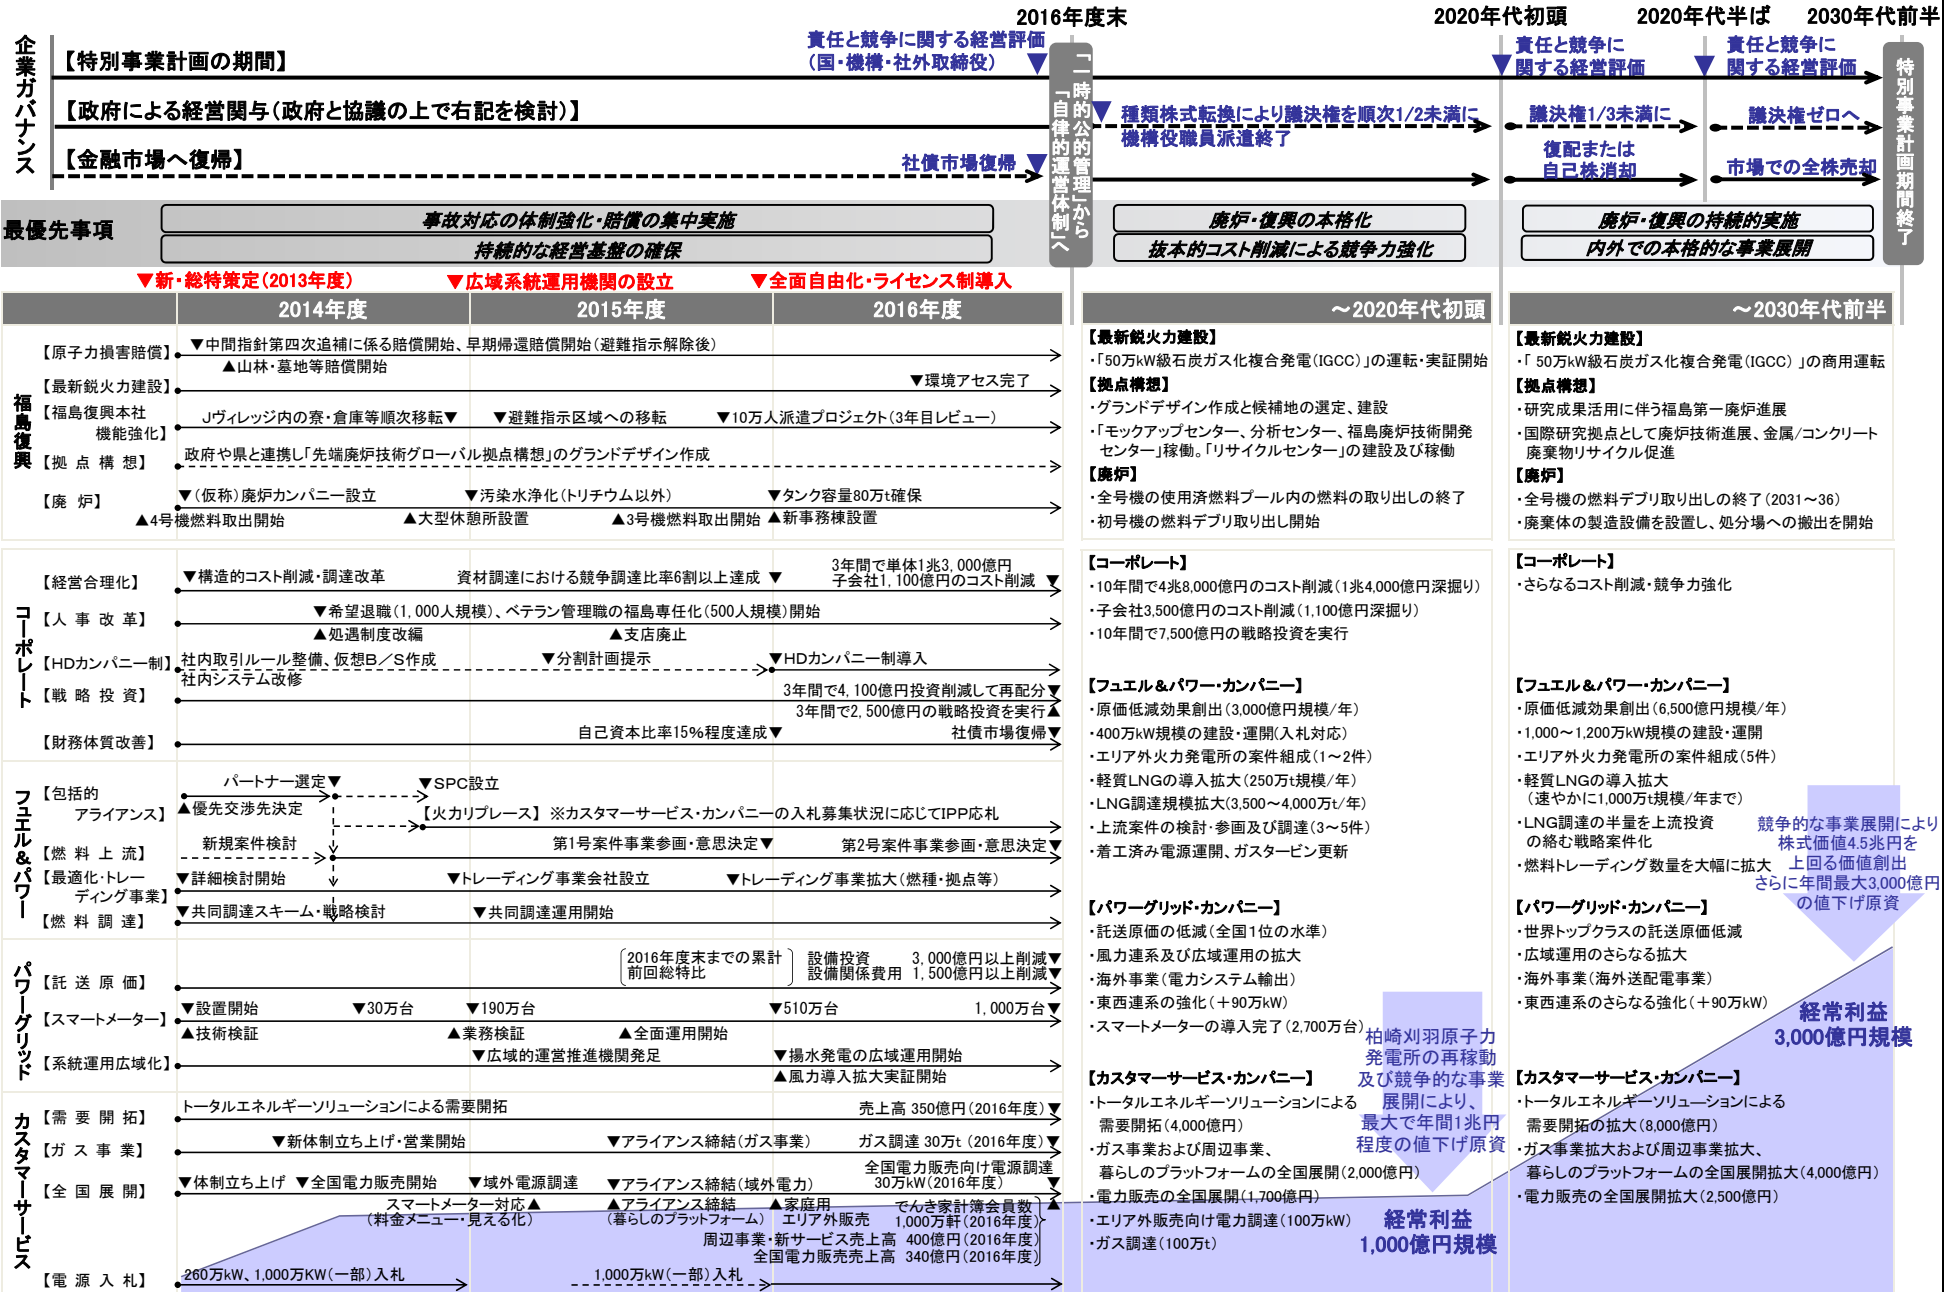 2016年度末
2020年代初頭
2020年代半ば
2030年代前半
企業ガバナンス
【特別事業計画の期間】
責任と競争に関する経営評価
（国・機構・社外取締役）
責任と競争に
関する経営評価
責任と競争に
関する経営評価
【政府による経営関与（政府と協議の上で右記を検討）】
種類株式転換により議決権を順次1/2未満に
機構役職員派遣終了
議決権1/3未満に
議決権ゼロへ
【金融市場へ復帰】
社債市場復帰
復配または
自己株消却
市場での全株売却
「一時的公的管理」から
「自律的運営体制」へ
特別事業計画期間終了
最優先事項
事故対応の体制強化・賠償の集中実施
持続的な経営基盤の確保
廃炉・復興の本格化
抜本的コスト削減による競争力強化
廃炉・復興の持続的実施
内外での本格的な事業展開
▼新・総特策定（2013年度）
▼広域系統運用機関の設立
▼全面自由化・ライセンス制導入
2014年度
2015年度
2016年度
～2020年代初頭
～2030年代前半
福島復興
【原子力損害賠償】
▼中間指針第四次追補に係る賠償開始、早期帰還賠償開始（避難指示解除後）
▲山林・墓地等賠償開始
【最新鋭火力建設】
▼環境アセス完了
【福島復興本社
機能強化】
Jヴィレッジ内の寮・倉庫等順次移転▼
▼避難指示区域への移転
▼10万人派遣プロジェクト（3年目レビュー）
【拠 点 構 想】
政府や県と連携し「先端廃炉技術グローバル拠点構想」のグランドデザイン作成
【廃 炉】
▼（仮称）廃炉カンパニー設立
▼汚染水浄化（トリチウム以外）
▼タンク容量80万t確保
▲4号機燃料取出開始
▲大型休憩所設置
▲3号機燃料取出開始
▲新事務棟設置
【最新鋭火力建設】
・「50万kW級石炭ガス化複合発電（IGCC）」の運転・実証開始
【拠点構想】
・グランドデザイン作成と候補地の選定、建設
・「モックアップセンター、分析センター、福島廃炉技術開発
センター」稼働。「リサイクルセンター」の建設及び稼働
【廃炉】
・全号機の使用済燃料プール内の燃料の取り出しの終了
・初号機の燃料デブリ取り出し開始
【最新鋭火力建設】
・「 50万kW級石炭ガス化複合発電（IGCC） 」の商用運転
【拠点構想】
・研究成果活用に伴う福島第一廃炉進展
・国際研究拠点として廃炉技術進展、金属/コンクリート
廃棄物リサイクル促進
【廃炉】
・全号機の燃料デブリ取り出しの終了（2031～36）
・廃棄体の製造設備を設置し、処分場への搬出を開始
コーポレート
【経営合理化】
▼構造的コスト削減・調達改革
資材調達における競争調達比率6割以上達成 ▼
3年間で単体1兆3,000億円
子会社1,100億円のコスト削減 ▼
【人 事 改 革】
▼希望退職（1,000人規模）、ベテラン管理職の福島専任化（500人規模）開始
▲処遇制度改編
▲支店廃止
【HDカンパニー制】
社内取引ルール整備、仮想B／S作成
社内システム改修
▼分割計画提示
▼HDカンパニー制導入
【戦 略 投 資】
3年間で4,100億円投資削減して再配分▼
3年間で2,500億円の戦略投資を実行▲
【財務体質改善】
自己資本比率15%程度達成▼
社債市場復帰▼
【コーポレート】
・10年間で4兆8,000億円のコスト削減（1兆4,000億深掘り）
・子会社3,500億円のコスト削減（1,100億円深掘り）
・10年間で7,500億円の戦略投資を実行
【コーポレート】
・さらなるコスト削減・競争力強化
フュエル＆パワー
【包括的
アライアンス】
パートナー選定▼
▼SPC設立
▲優先交渉先決定
【火力リプレース】 ※カスタマーサービス・カンパニーの入札募集状況に応じてIPP応札
【燃 料 上 流】
新規案件検討
第1号案件事業参画・意思決定▼
第2号案件事業参画・意思決定▼
【最適化・トレー
ディング事業】
▼詳細検討開始
▼トレーディング事業会社設立
▼トレーディング事業拡大（燃種・拠点等）
【燃 料 調 達】
▼共同調達スキーム・戦略検討
▼共同調達運用開始
【フュエル＆パワー・カンパニー】
・原価低減効果創出（3,000億円規模/年）
・400万kW規模の建設・運開（入札対応）
・エリア外火力発電所の案件組成（1～2件）
・軽質LNGの導入拡大（250万t規模/年）
・LNG調達規模拡大（3,500～4,000万t/年）
・上流案件の検討・参画及び調達（3～5件）
・着工済み電源運開、ガスタービン更新
【フュエル＆パワー・カンパニー】
・原価低減効果創出（6,500億円規模/年）
・1,000～1,200万kW規模の建設・運開
・エリア外火力発電所の案件組成（5件）
・軽質LNGの導入拡大
（速やかに1,000万t規模/年まで）
・LNG調達の半量を上流投資
の絡む戦略案件化
・燃料トレーディング数量を大幅に拡大
競争的な事業展開により
株式価値4.5兆円を
上回る価値創出
さらに年間最大3,000億円
の値下げ原資
パワーグリッド
【託 送 原 価】
2016年度末までの累計
前回総特比
設備投資 3,000億円以上削減▼
設備関係費用 1,500億円以上削減▼
【スマートメーター】
▼設置開始
▼30万台
▼190万台
▼510万台
1,000万台▼
▲技術検証
▲業務検証
▲全面運用開始
【系統運用広域化】
▼広域的運営推進機関発足
▼揚水発電の広域運用開始
▲風力導入拡大実証開始
【パワーグリッド・カンパニー】
・託送原価の低減（全国1位の水準）
・風力連系及び広域運用の拡大
・海外事業（電力システム輸出）
・東西連系の強化（＋90万kW）
・スマートメーターの導入完了（2,700万台）
【パワーグリッド・カンパニー】
・世界トップクラスの託送原価低減
・広域運用のさらなる拡大
・海外事業（海外送配電事業）
・東西連系のさらなる強化（＋90万kW）
経常利益
3,000億円規模
柏崎刈羽原子力
発電所の再稼動
及び競争的な事業
展開により、
最大で年間1兆円
程度の値下げ原資
カスタマーサービス
【需 要 開 拓】
トータルエネルギーソリューションによる需要開拓
売上高 350億円（2016年度）▼
【ガ ス 事 業】
▼新体制立ち上げ・営業開始
▼アライアンス締結（ガス事業）
ガス調達 30万t （2016年度）▼
【全 国 展 開】
▼体制立ち上げ
▼全国電力販売開始
▼域外電源調達
▼アライアンス締結（域外電力）
全国電力販売向け電源調達
30万kW（2016年度） ▼
スマートメーター対応▲
（料金メニュー・見える化）
▲アライアンス締結
（暮らしのプラットフォーム）
▲家庭用
エリア外販売
でんき家計簿会員数 ▲
1,000万軒（2016年度）
周辺事業・新サービス売上高 400億円（2016年度）
全国電力販売売上高 340億円（2016年度）
【電 源 入 札】
260万kW、1,000万KW（一部）入札
1,000万kW（一部）入札
【カスタマーサービス・カンパニー】
・トータルエネルギーソリューションによる
需要開拓（4,000億円）
・ガス事業および周辺事業、
暮らしのプラットフォームの全国展開（2,000億円）
・電力販売の全国展開（1,700億円）
・エリア外販売向け電力調達（100万kW）
・ガス調達（100万t）
経常利益
1,000億円規模
【カスタマーサービス・カンパニー】
・トータルエネルギーソリューションによる
需要開拓の拡大（8,000億円）
・ガス事業拡大および周辺事業拡大、
暮らしのプラットフォームの全国展開拡大（4,000億円）
・電力販売の全国展開拡大（2,500億円）